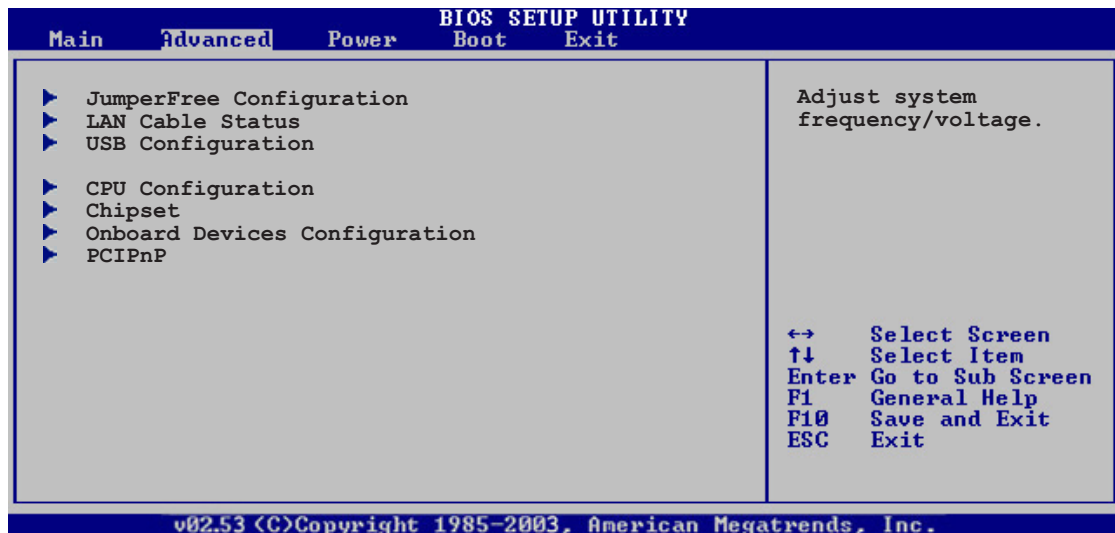 BIOS SETUP UTILITY
Main Advanced Power Boot Exit
JumperFree Configuration
LAN Cable Status
USB Configuration
CPU Configuration
Chipset
Onboard Devices Configuration
PCIPnP
Adjust system
frequency/voltage.
←→ Select Screen
↑↓ Select Item
Enter Go to Sub Screen
F1 General Help
F10 Save and Exit
ESC Exit
v02.53 (C)Copyright 1985-2003, American Megatrends, Inc.